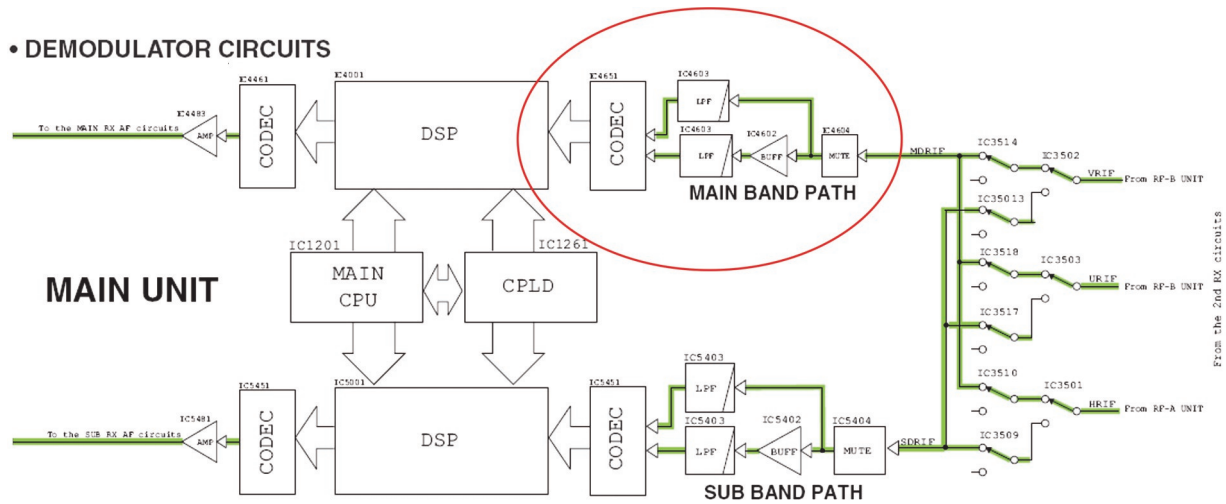 • DEMODULATOR CIRCUITS
IC4461
IC4001
IC4651
IC4603
IC4483
To the MAIN RX AF circuits
AMP
CODEC
DSP
CODEC
LPF
IC4603
IC4602
IC4604
LPF
BUFF
MUTE
MDRIF
IC3514
IC3502
VRIF
From RF-B UNIT
MAIN BAND PATH
IC35013
IC1201
IC1261
MAIN UNIT
MAIN
CPU
CPLD
IC3518
IC3503
URIF
From RF-B UNIT
From the 2nd RX circuits
IC3517
IC5451
IC5001
IC5451
IC5403
IC3510
IC3501
HRIF
From RF-A UNIT
LPF
IC5481
To the SUB RX AF circuits
AMP
CODEC
DSP
CODEC
IC5403
IC5402
IC5404
LPF
BUFF
MUTE
SDRIF
IC3509
SUB BAND PATH